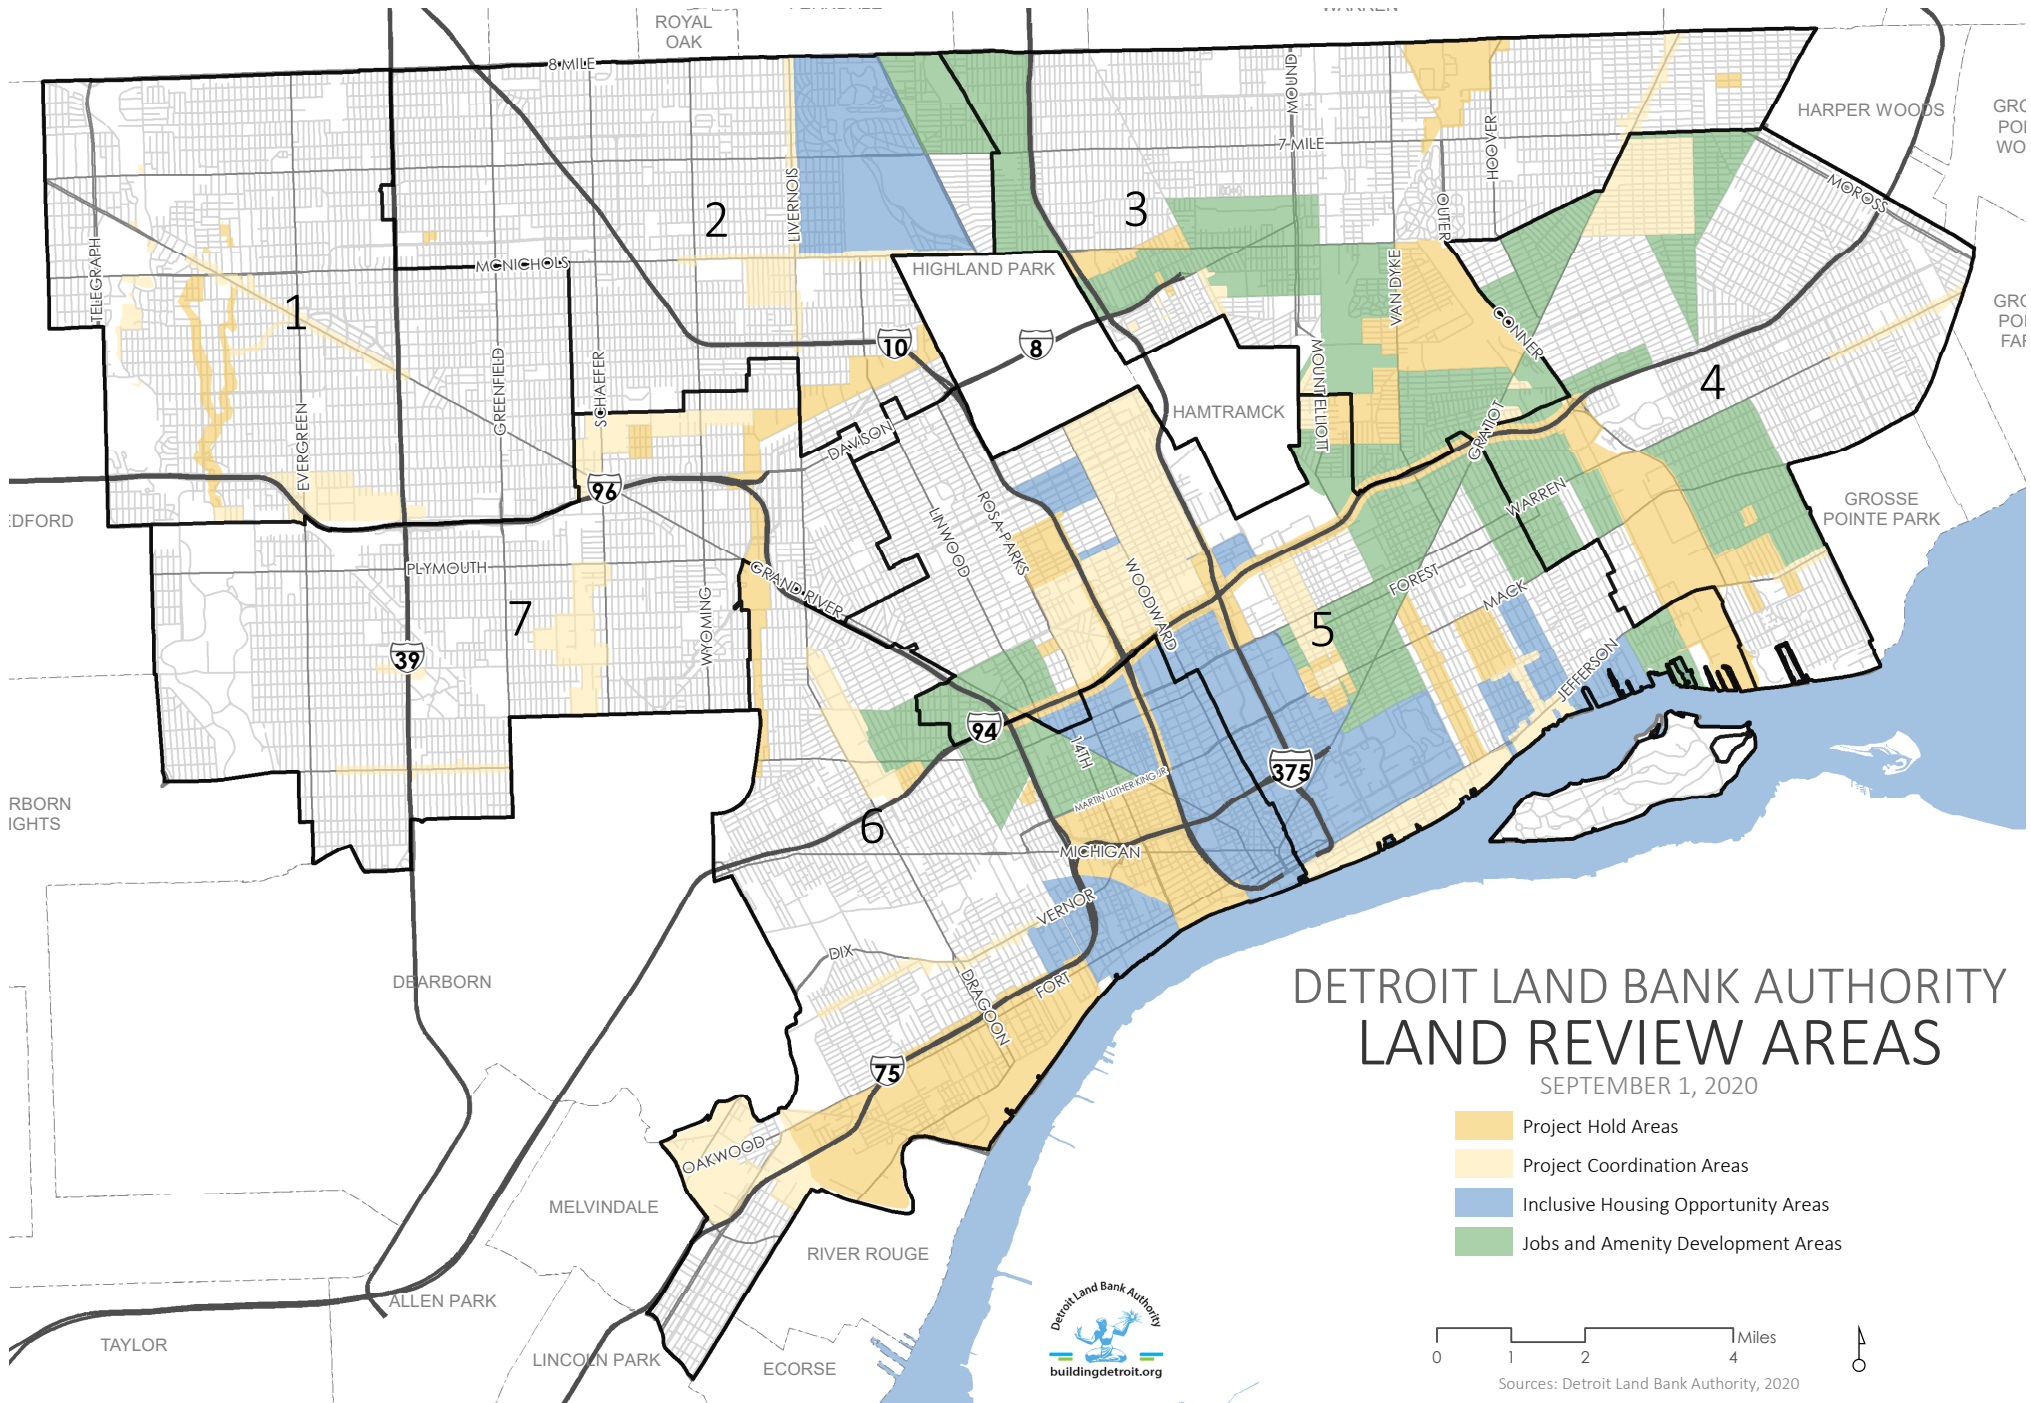 ROYAL
OAK
8 MILE
MOUND
HARPER WOODS
7 MILE
HOOVER
MOROSS
LIVERNOIS
OUTER
2
3
TELEGRAPH
MCNICHOLS
HIGHLAND PARK
VAN DYKE
1
CONNER
10
8
GREENFIELD
SCHAEFER
MOUNT ELLIOTT
4
HAMTRAMCK
EVERGREEN
DAVISON
GRATIOT
96
EDFORD
LINWOOD
ROSA PARKS
WARREN
GROSSE
POINTE PARK
PLYMOUTH
GRAND RIVER
WOODWARD
FOREST
MACK
7
WYOMING
5
39
JEFFERSON
94
14TH
375
MARTIN LUTHER KING JR
RBORN
IGHTS
6
MICHIGAN
VERNOR
DIX
DEARBORN
DRAGOON
FORT
75
OAKWOOD
MELVINDALE
RIVER ROUGE
ALLEN PARK
TAYLOR
LINCOLN PARK
ECORSE
DETROIT LAND BANK AUTHORITY
LAND REVIEW AREAS
SEPTEMBER 1, 2020
Project Hold Areas
Project Coordination Areas
Inclusive Housing Opportunity Areas
Jobs and Amenity Development Areas
Detroit Land Bank Authority
buildingdetroit.org
Miles
0 1 2 4
Sources: Detroit Land Bank Authority, 2020